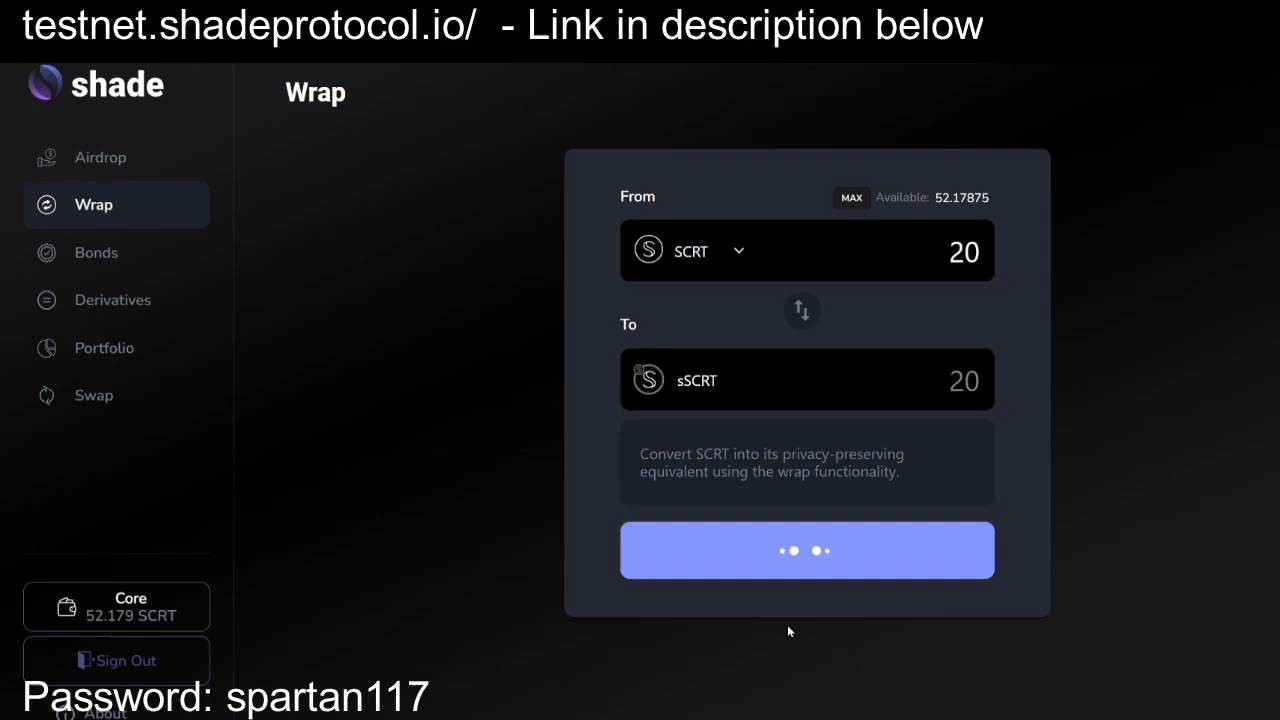 testnet.shadeprotocol.io/ - Link in description below
shade
Wrap
Airdrop
Wrap
Bonds
Derivatives
Portfolio
Swap
From
MAX Available: 52.17875
SCRT 20
To
sSCRT 20
Convert SCRT into its privacy-preserving
equivalent using the wrap functionality.
Core
52.179 SCRT
Sign Out
Password: spartan117
About